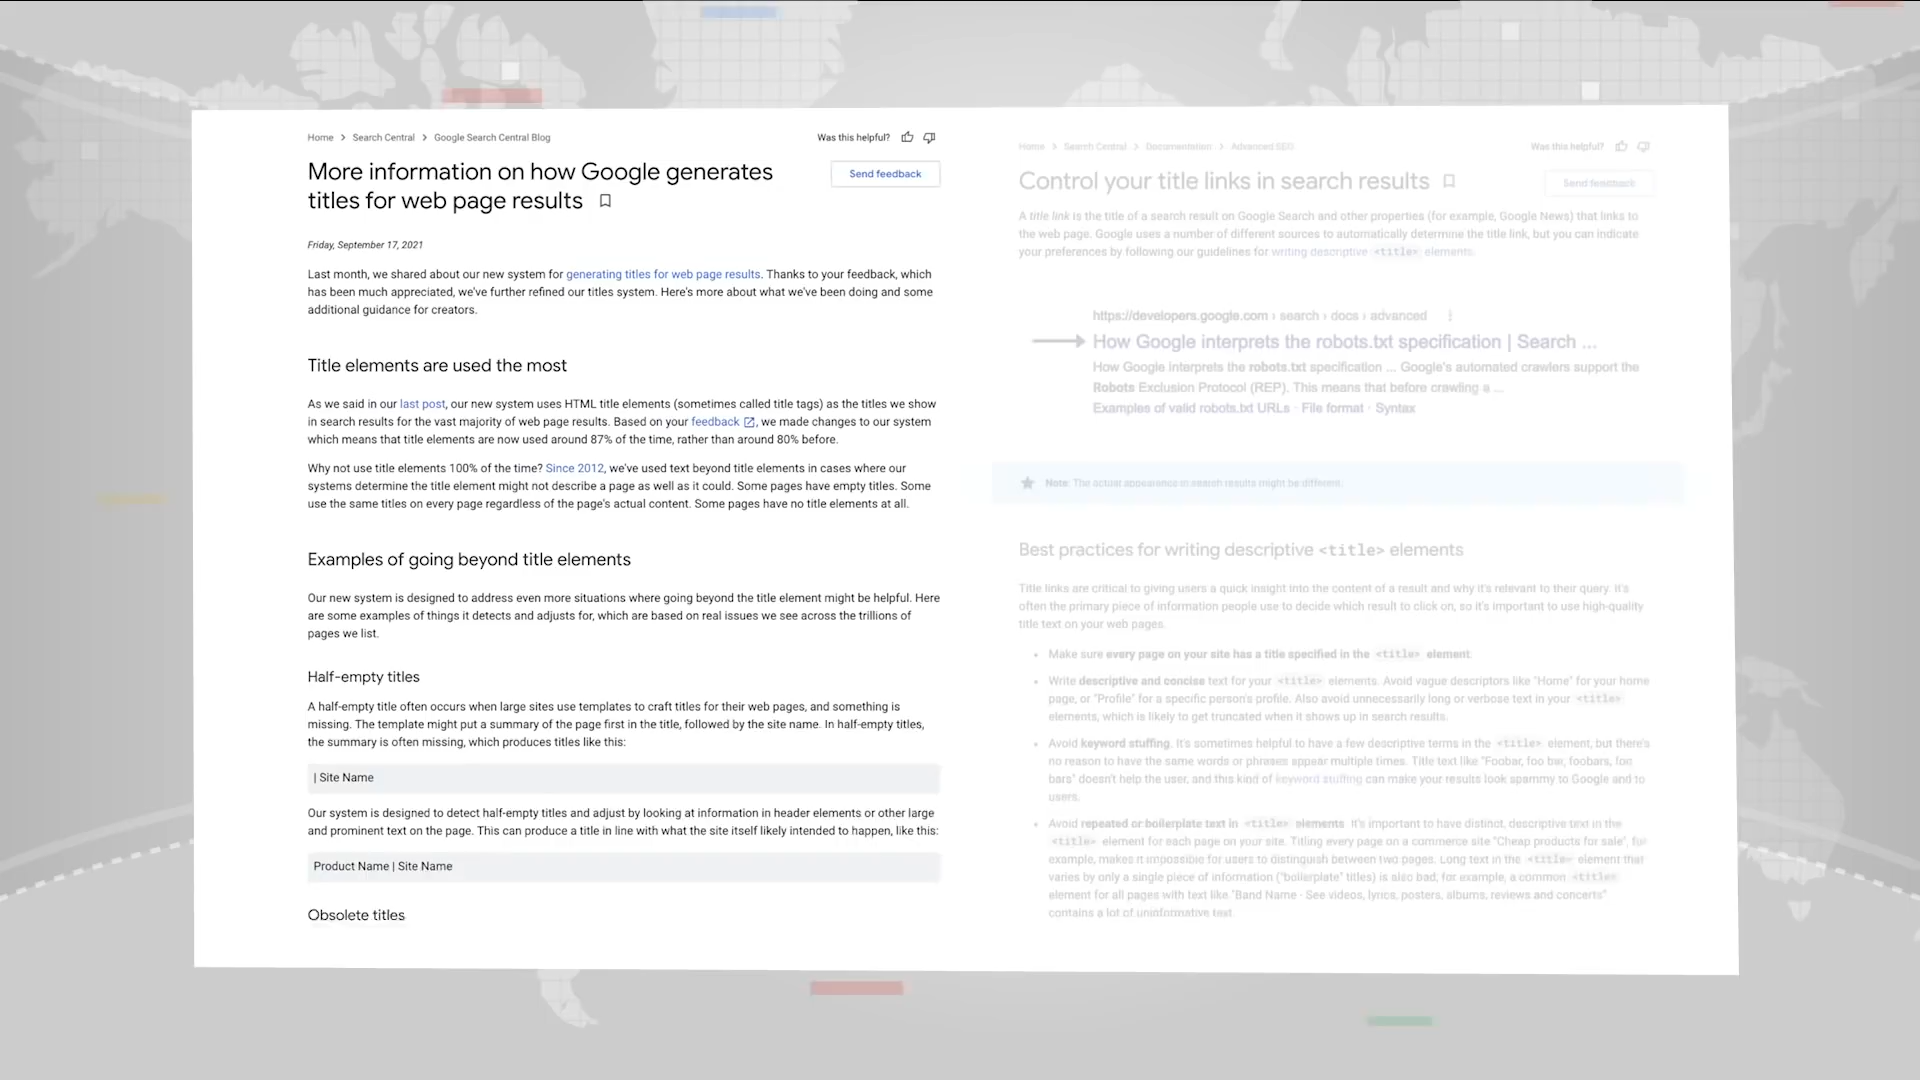 Home > Search Central > Google Search Central Blog
Was this helpful?
More information on how Google generates
titles for web page results
Send feedback
Friday, September 17, 2021
Last month, we shared about our new system for generating titles for web page results. Thanks to your feedback, which
has been much appreciated, we've further refined our titles system. Here's more about what we've been doing and some
additional guidance for creators.
Title elements are used the most
As we said in our last post, our new system uses HTML title elements (sometimes called title tags) as the titles we show
in search results for the vast majority of web page results. Based on your feedback, we made changes to our system
which means that title elements are now used around 87% of the time, rather than around 80% before.
Why not use title elements 100% of the time? Since 2012, we've used text beyond title elements in cases where our
systems determine the title element might not describe a page as well as it could. Some pages have empty titles. Some
use the same titles on every page regardless of the page's actual content. Some pages have no title elements at all.
Examples of going beyond title elements
Our new system is designed to address even more situations where going beyond the title element might be helpful. Here
are some examples of things it detects and adjusts for, which are based on real issues we see across the trillions of
pages we list.
Half-empty titles
A half-empty title often occurs when large sites use templates to craft titles for their web pages, and something is
missing. The template might put a summary of the page first in the title, followed by the site name. In half-empty titles,
the summary is often missing, which produces titles like this:
| Site Name
Our system is designed to detect half-empty titles and adjust by looking at information in header elements or other large
and prominent text on the page. This can produce a title in line with what the site itself likely intended to happen, like this:
Product Name | Site Name
Obsolete titles
Home > Search Central > Documentation > Advanced SEO
Was this helpful?
Control your title links in search results
Send feedback
A title link is the title of a search result on Google Search and other properties (for example, Google News) that links to
the web page. Google uses a number of different sources to automatically determine the title link, but you can indicate
your preferences by following our guidelines for writing descriptive <title> elements.
https://developers.google.com › search › docs › advanced
How Google interprets the robots.txt specification | Search ...
How Google interprets the robots.txt specification ... Google's automated crawlers support the
Robots Exclusion Protocol (REP). This means that before crawling a ...
Examples of valid robots.txt URLs · File format · Syntax
Note: The actual appearance in search results might be different.
Best practices for writing descriptive <title> elements
Title links are critical to giving users a quick insight into the content of a result and why it's relevant to their query. It's
often the primary piece of information people use to decide which result to click on, so it's important to use high-quality
title text on your web pages.
• Make sure every page on your site has a title specified in the <title> element.
• Write descriptive and concise text for your <title> elements. Avoid vague descriptors like "Home" for your home
page, or "Profile" for a specific person's profile. Also avoid unnecessarily long or verbose text in your <title>
elements, which is likely to get truncated when it shows up in search results.
• Avoid keyword stuffing. It's sometimes helpful to have a few descriptive terms in the <title> element, but there's
no reason to have the same words or phrases appear multiple times. Title text like "Foobar, foo bar, foobars, foo
bars" doesn't help the user, and this kind of keyword stuffing can make your results look spammy to Google and to
users.
• Avoid repeated or boilerplate text in <title> elements. It's important to have distinct, descriptive text in the
<title> element for each page on your site. Titling every page on a commerce site "Cheap products for sale", for
example, makes it impossible for users to distinguish between two pages. Long text in the <title> element that
varies by only a single piece of information ("boilerplate" titles) is also bad; for example, a common <title>
element for all pages with text like "Band Name - See videos, lyrics, posters, albums, reviews and concerts"
contains a lot of uninformative text.